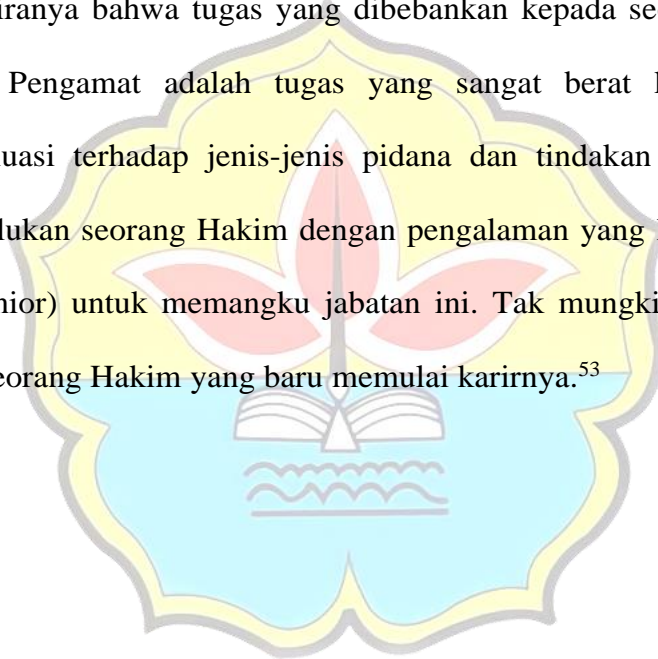 iranya bahwa tugas yang dibebankan kepada se
Pengamat adalah tugas yang sangat berat
uasi terhadap jenis-jenis pidana dan tindakan
lukan seorang Hakim dengan pengalaman yang
nior) untuk memangku jabatan ini. Tak mungki
eorang Hakim yang baru memulai karirnya.53